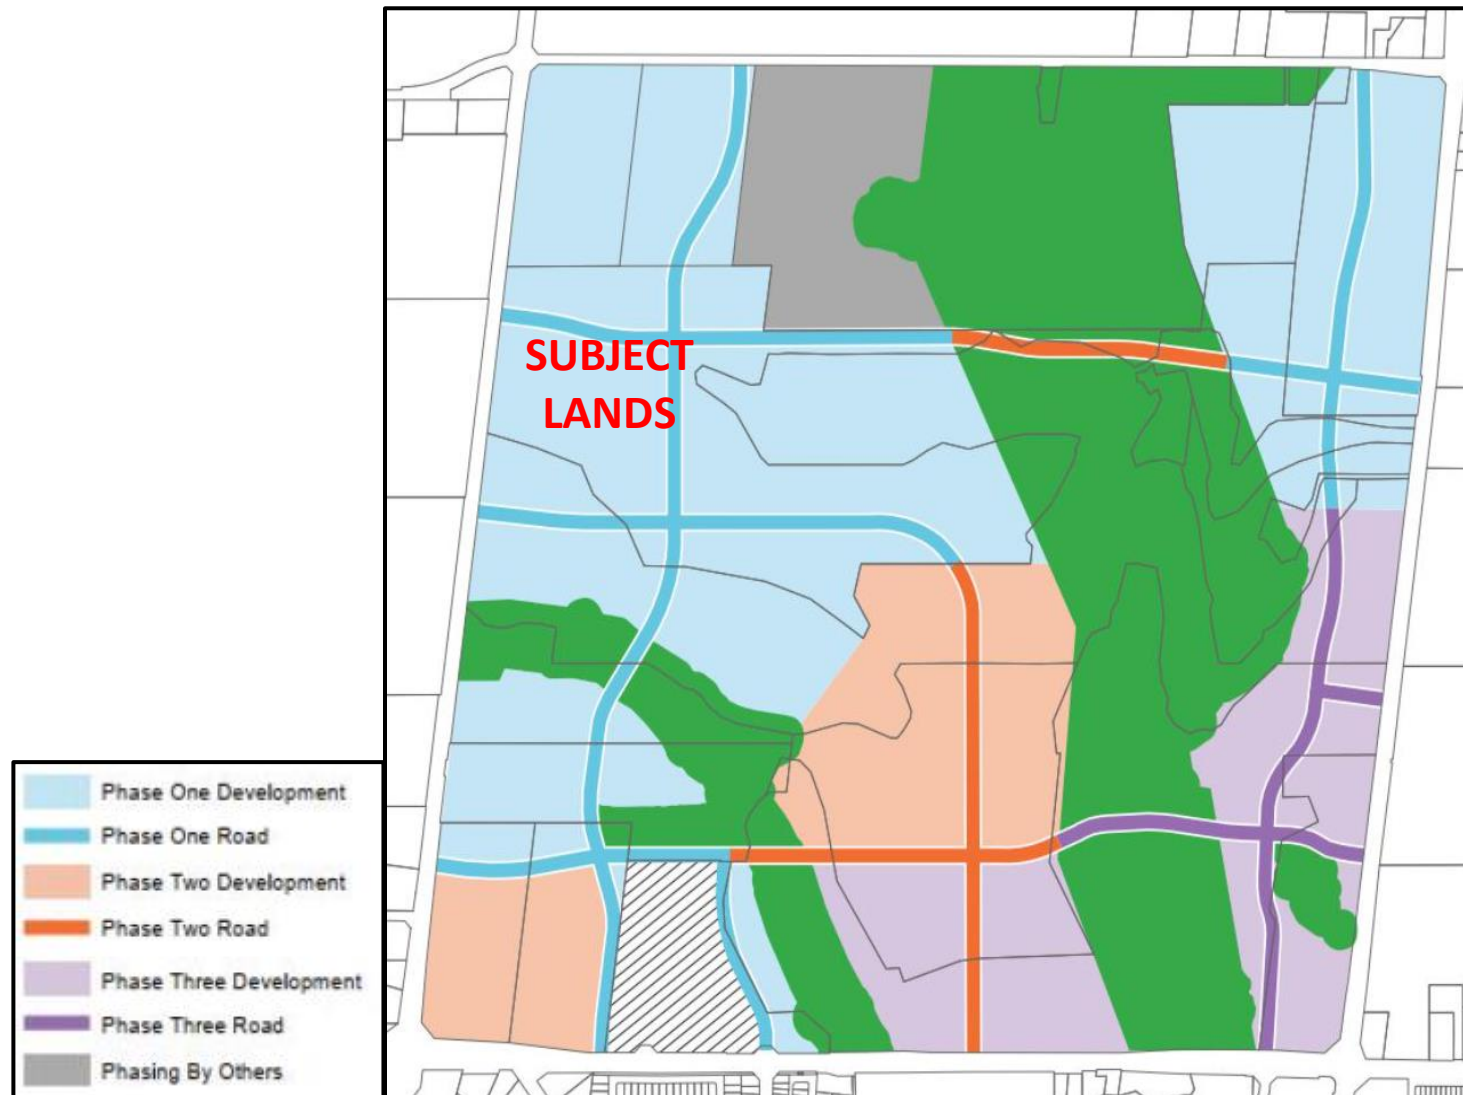 SUBJECT
LANDS
Phase One Development
Phase One Road
Phase Two Development
Phase Two Road
Phase Three Development
Phase Three Road
Phasing By Others